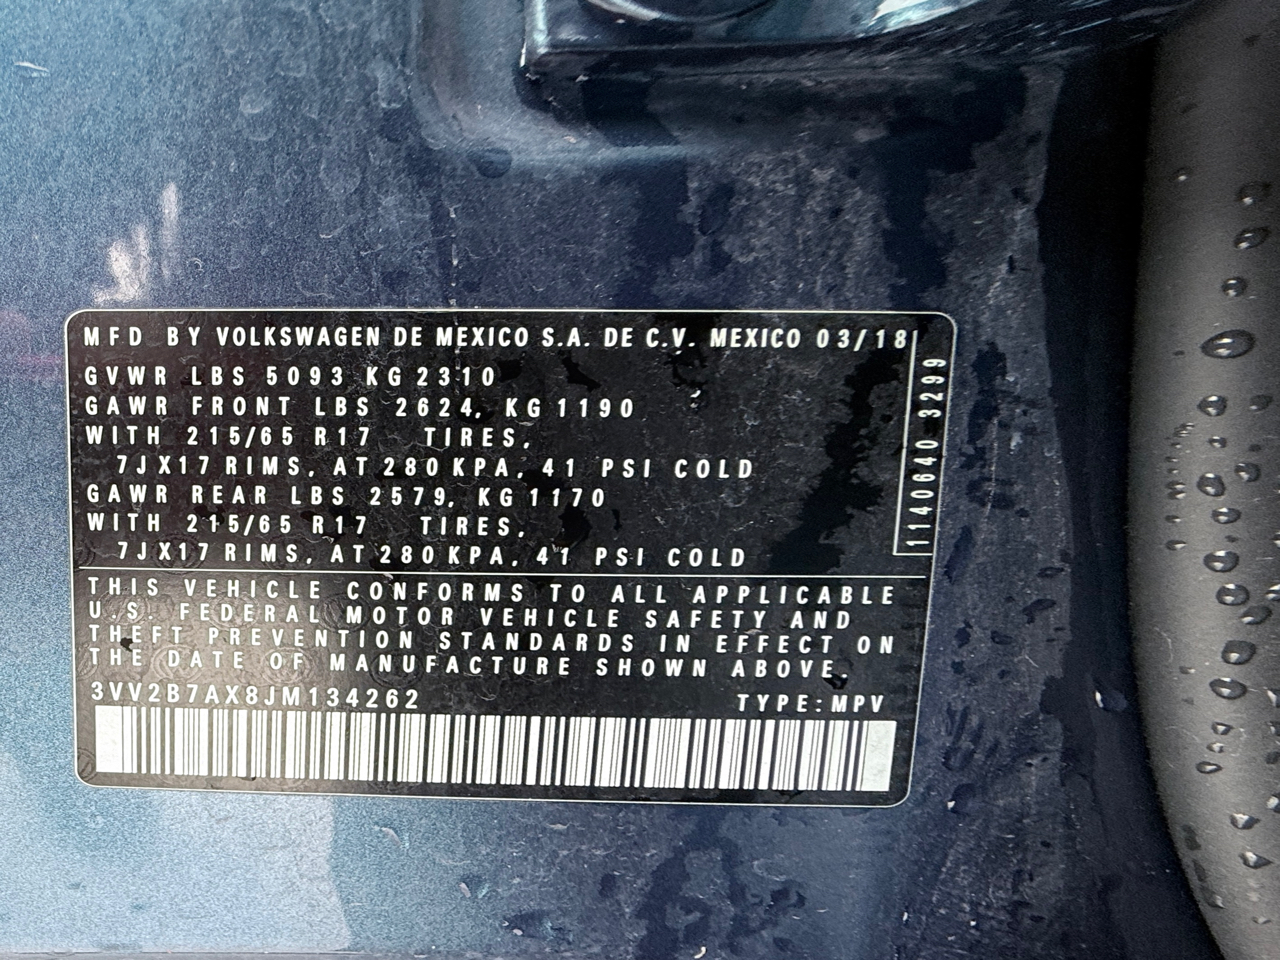 MFD BY VOLKSWAGEN DE MEXICO S.A. DE C.V. MEXICO 03/18
GVWR LBS 5093 KG 2310
GAWR FRONT LBS 2624, KG 1190
WITH 215/65 R17 TIRES,
7JX17 RIMS, AT 280 KPA, 41 PSI COLD
GAWR REAR LBS 2579, KG 1170
WITH 215/65 R17 TIRES,
7JX17 RIMS, AT 280 KPA, 41 PSI COLD
1140640 3299
THIS VEHICLE CONFORMS TO ALL APPLICABLE
U.S. FEDERAL MOTOR VEHICLE SAFETY AND
THEFT PREVENTION STANDARDS IN EFFECT ON
THE DATE OF MANUFACTURE SHOWN ABOVE.
3VV2B7AX8JM134262 TYPE:MPV